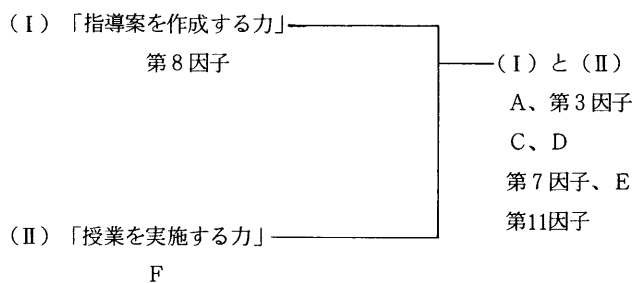 （Ⅰ）「指導案を作成する力」
第８因子
（Ⅰ）と（Ⅱ）
A、第３因子
C、D
第７因子、E
第11因子
（Ⅱ）「授業を実施する力」
F